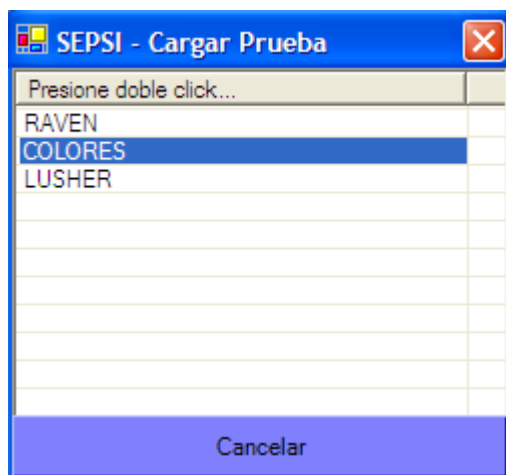 SEPSI - Cargar Prueba
Presione doble click...
RAVEN
COLORES
LUSHER
Cancelar